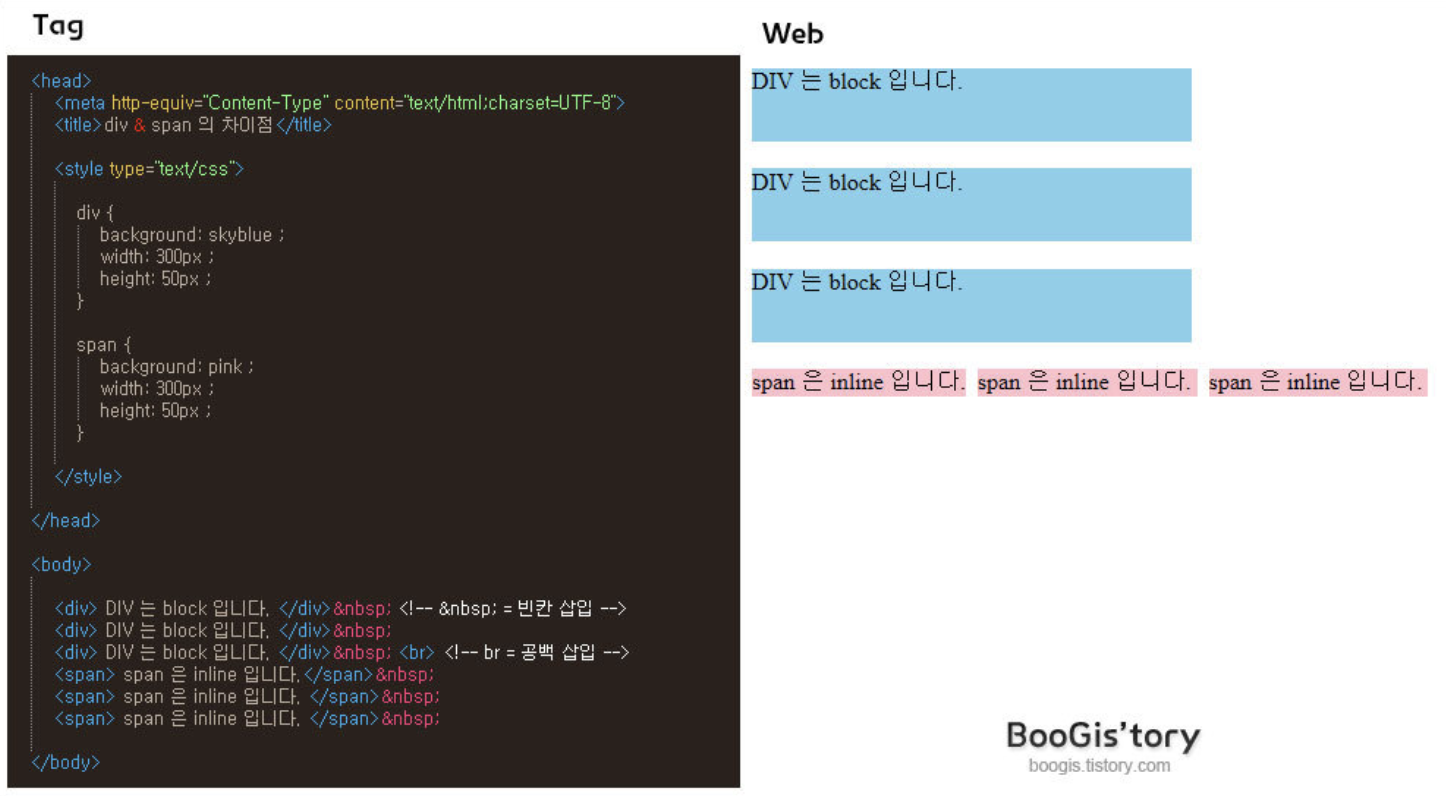 Tag
<head>
<meta http-equiv="Content-Type" content="text/html;charset=UTF-8">
<title>div & span 의 차이점</title>
<style type="text/css">
div {
background: skyblue ;
width: 300px ;
height: 50px ;
}
span {
background: pink ;
width: 300px ;
height: 50px ;
}
</style>
</head>
<body>
<div> DIV 는 block 입니다. </div>&nbsp; <!-- &nbsp; = 빈칸 삽입 -->
<div> DIV 는 block 입니다. </div>&nbsp;
<div> DIV 는 block 입니다. </div>&nbsp; <br> <!-- br = 공백 삽입 -->
<span> span 은 inline 입니다.</span>&nbsp;
<span> span 은 inline 입니다. </span>&nbsp;
<span> span 은 inline 입니다. </span>&nbsp;
</body>
Web
DIV 는 block 입니다.
DIV 는 block 입니다.
DIV 는 block 입니다.
span 은 inline 입니다. span 은 inline 입니다. span 은 inline 입니다.
BooGis'tory
boogis.tistory.com